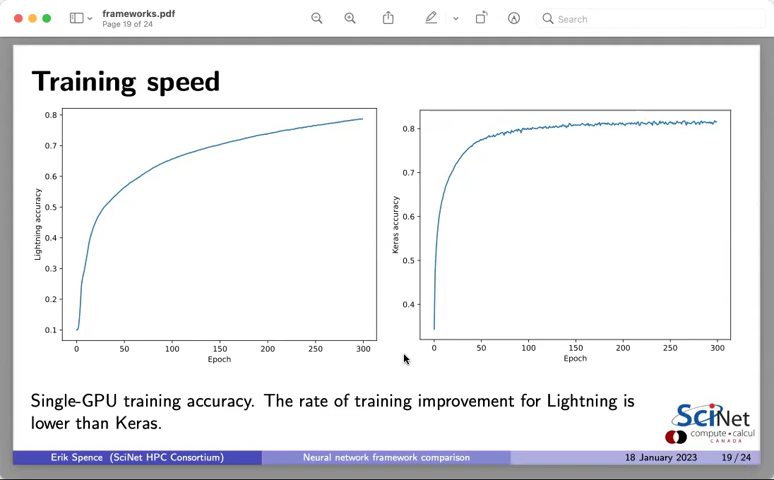 frameworks.pdf
Page 19 of 24
Search
Training speed
0.8
0.7
0.6
0.5
0.4
0.3
0.2
0.1
Lightning accuracy
0 50 100 150 200 250 300
Epoch
0.8
0.7
0.6
0.5
0.4
Keras accuracy
0 50 100 150 200 250 300
Epoch
Single-GPU training accuracy. The rate of training improvement for Lightning is
lower than Keras.
SciNet
compute • calcul
CANADA
Erik Spence (SciNet HPC Consortium) Neural network framework comparison 18 January 2023 19 / 24